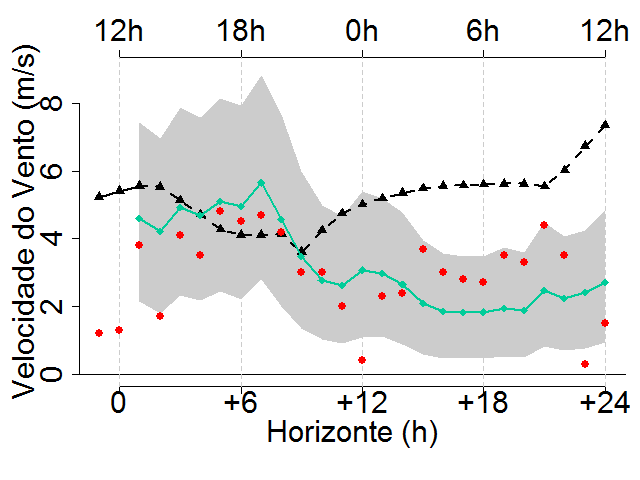 12h 18h 0h 6h 12h
Velocidade do Vento (m/s)
8
6
4
2
0
0 +6 +12 +18 +24
Horizonte (h)